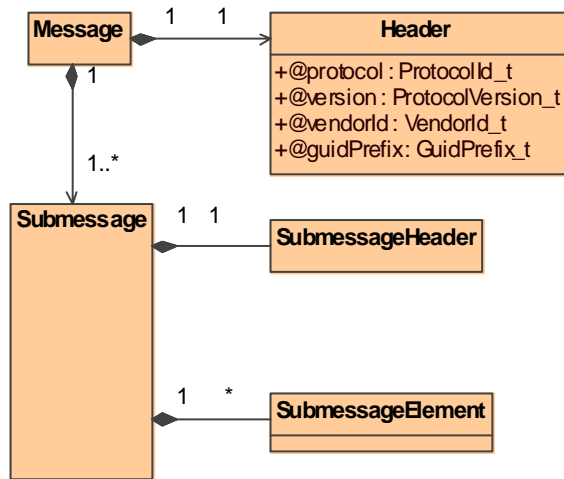 Message
1 1
Header
+@protocol : ProtocolId_t
+@version : ProtocolVersion_t
+@vendorId : VendorId_t
+@guidPrefix: GuidPrefix_t
1
1..*
Submessage
1 1
SubmessageHeader
1 *
SubmessageElement